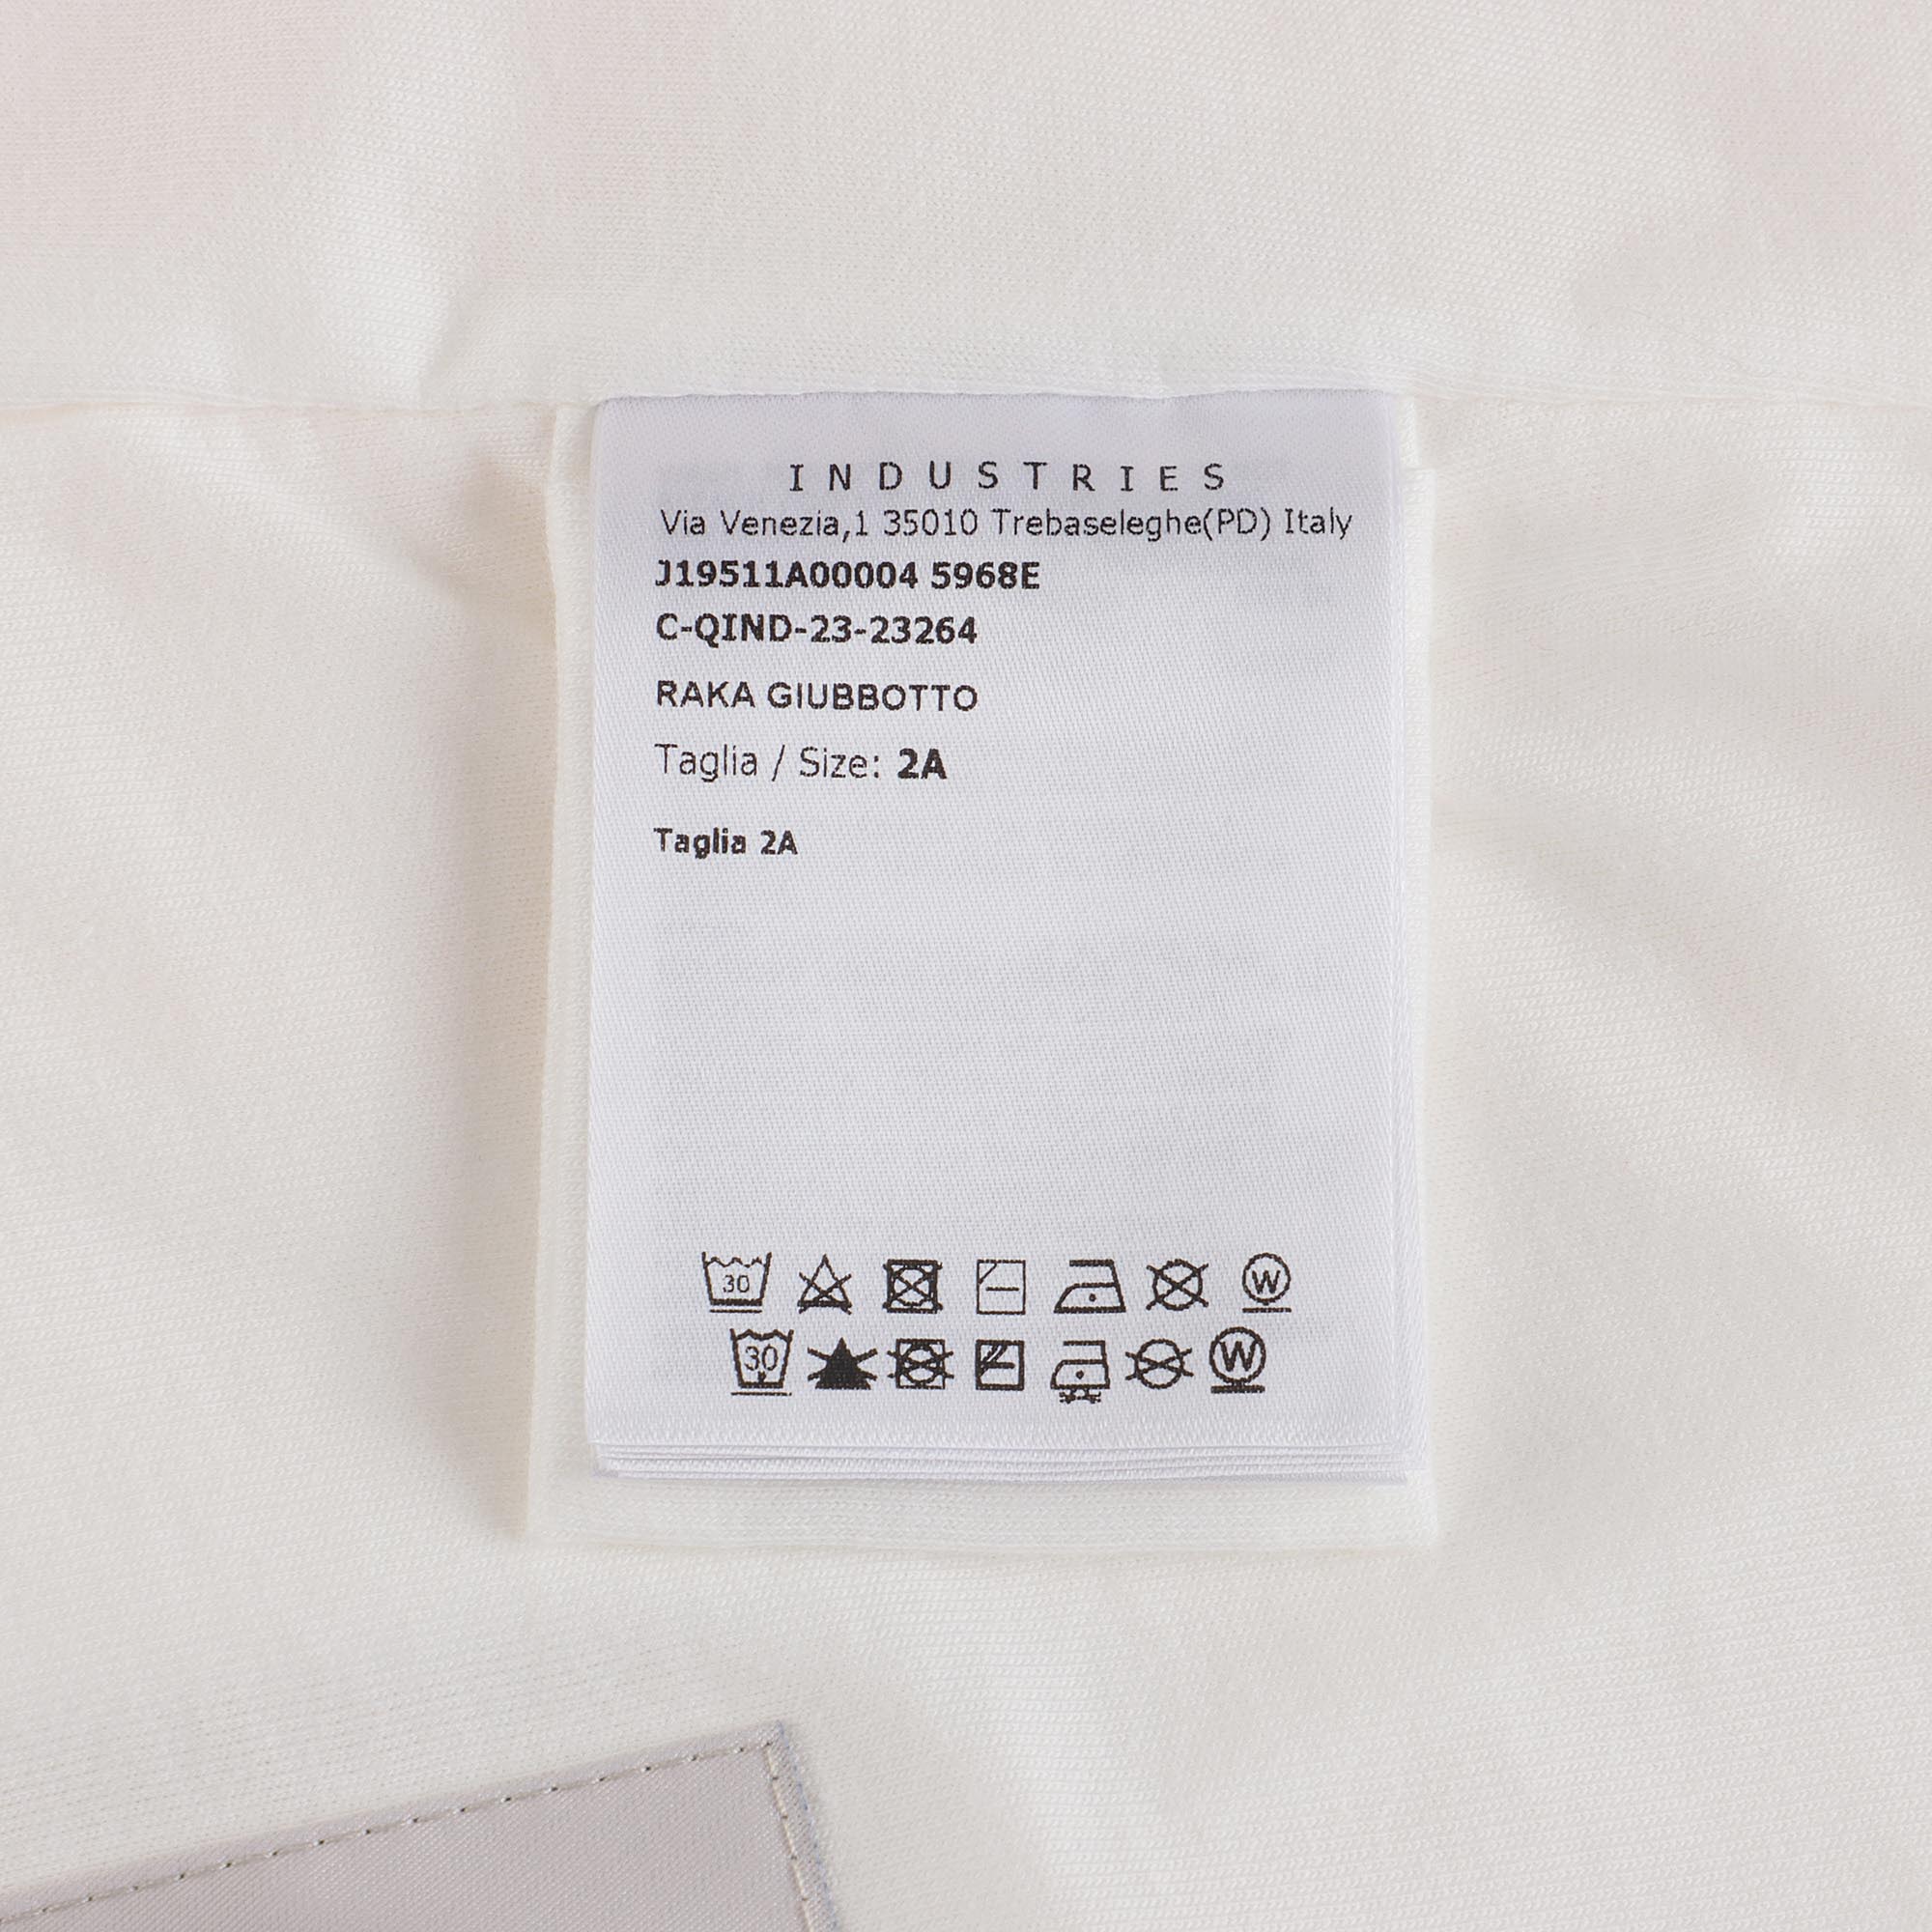 INDUSTRIES
Via Venezia,1 35010 Trebaseleghe(PD) Italy
J19511A00004 5968E
C-QIND-23-23264
RAKA GIUBBOTTO
Taglia / Size: 2A
Taglia 2A
30 W
30 W